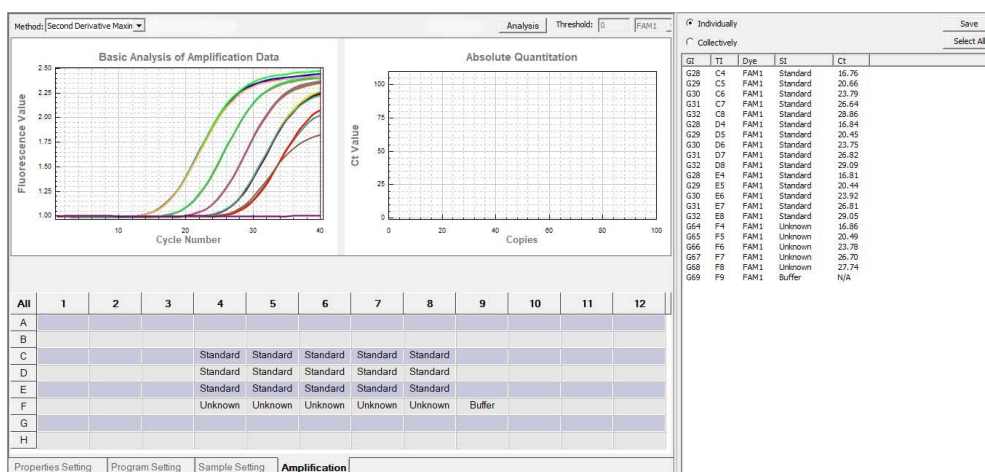 Method: Second Derivative Maxin
Analysis Threshold: 0 FAM1
Basic Analysis of Amplification Data
2.50
2.25
2.00
1.75
1.50
1.25
1.00
Fluorescence Value
10 20 30 40
Cycle Number
Absolute Quantitation
100
75
50
25
0
Ct Value
0 20 40 60 80 100
Copies
All 1 2 3 4 5 6 7 8 9 10 11 12
A
B
C Standard Standard Standard Standard Standard
D Standard Standard Standard Standard Standard
E Standard Standard Standard Standard Standard
F Unknown Unknown Unknown Unknown Unknown Buffer
G
H
Properties Setting Program Setting Sample Setting Amplification
Individually Save
Collectively Select All
GI TI Dye SI Ct
G28 C4 FAM1 Standard 16.76
G29 C5 FAM1 Standard 20.66
G30 C6 FAM1 Standard 23.79
G31 C7 FAM1 Standard 26.64
G32 C8 FAM1 Standard 28.86
G28 D4 FAM1 Standard 16.84
G29 D5 FAM1 Standard 20.45
G30 D6 FAM1 Standard 23.75
G31 D7 FAM1 Standard 26.82
G32 D8 FAM1 Standard 29.09
G28 E4 FAM1 Standard 16.81
G29 E5 FAM1 Standard 20.44
G30 E6 FAM1 Standard 23.92
G31 E7 FAM1 Standard 26.81
G32 E8 FAM1 Standard 29.05
G64 F4 FAM1 Unknown 16.86
G65 F5 FAM1 Unknown 20.49
G66 F6 FAM1 Unknown 23.78
G67 F7 FAM1 Unknown 26.70
G68 F8 FAM1 Unknown 27.74
G69 F9 FAM1 Buffer N/A